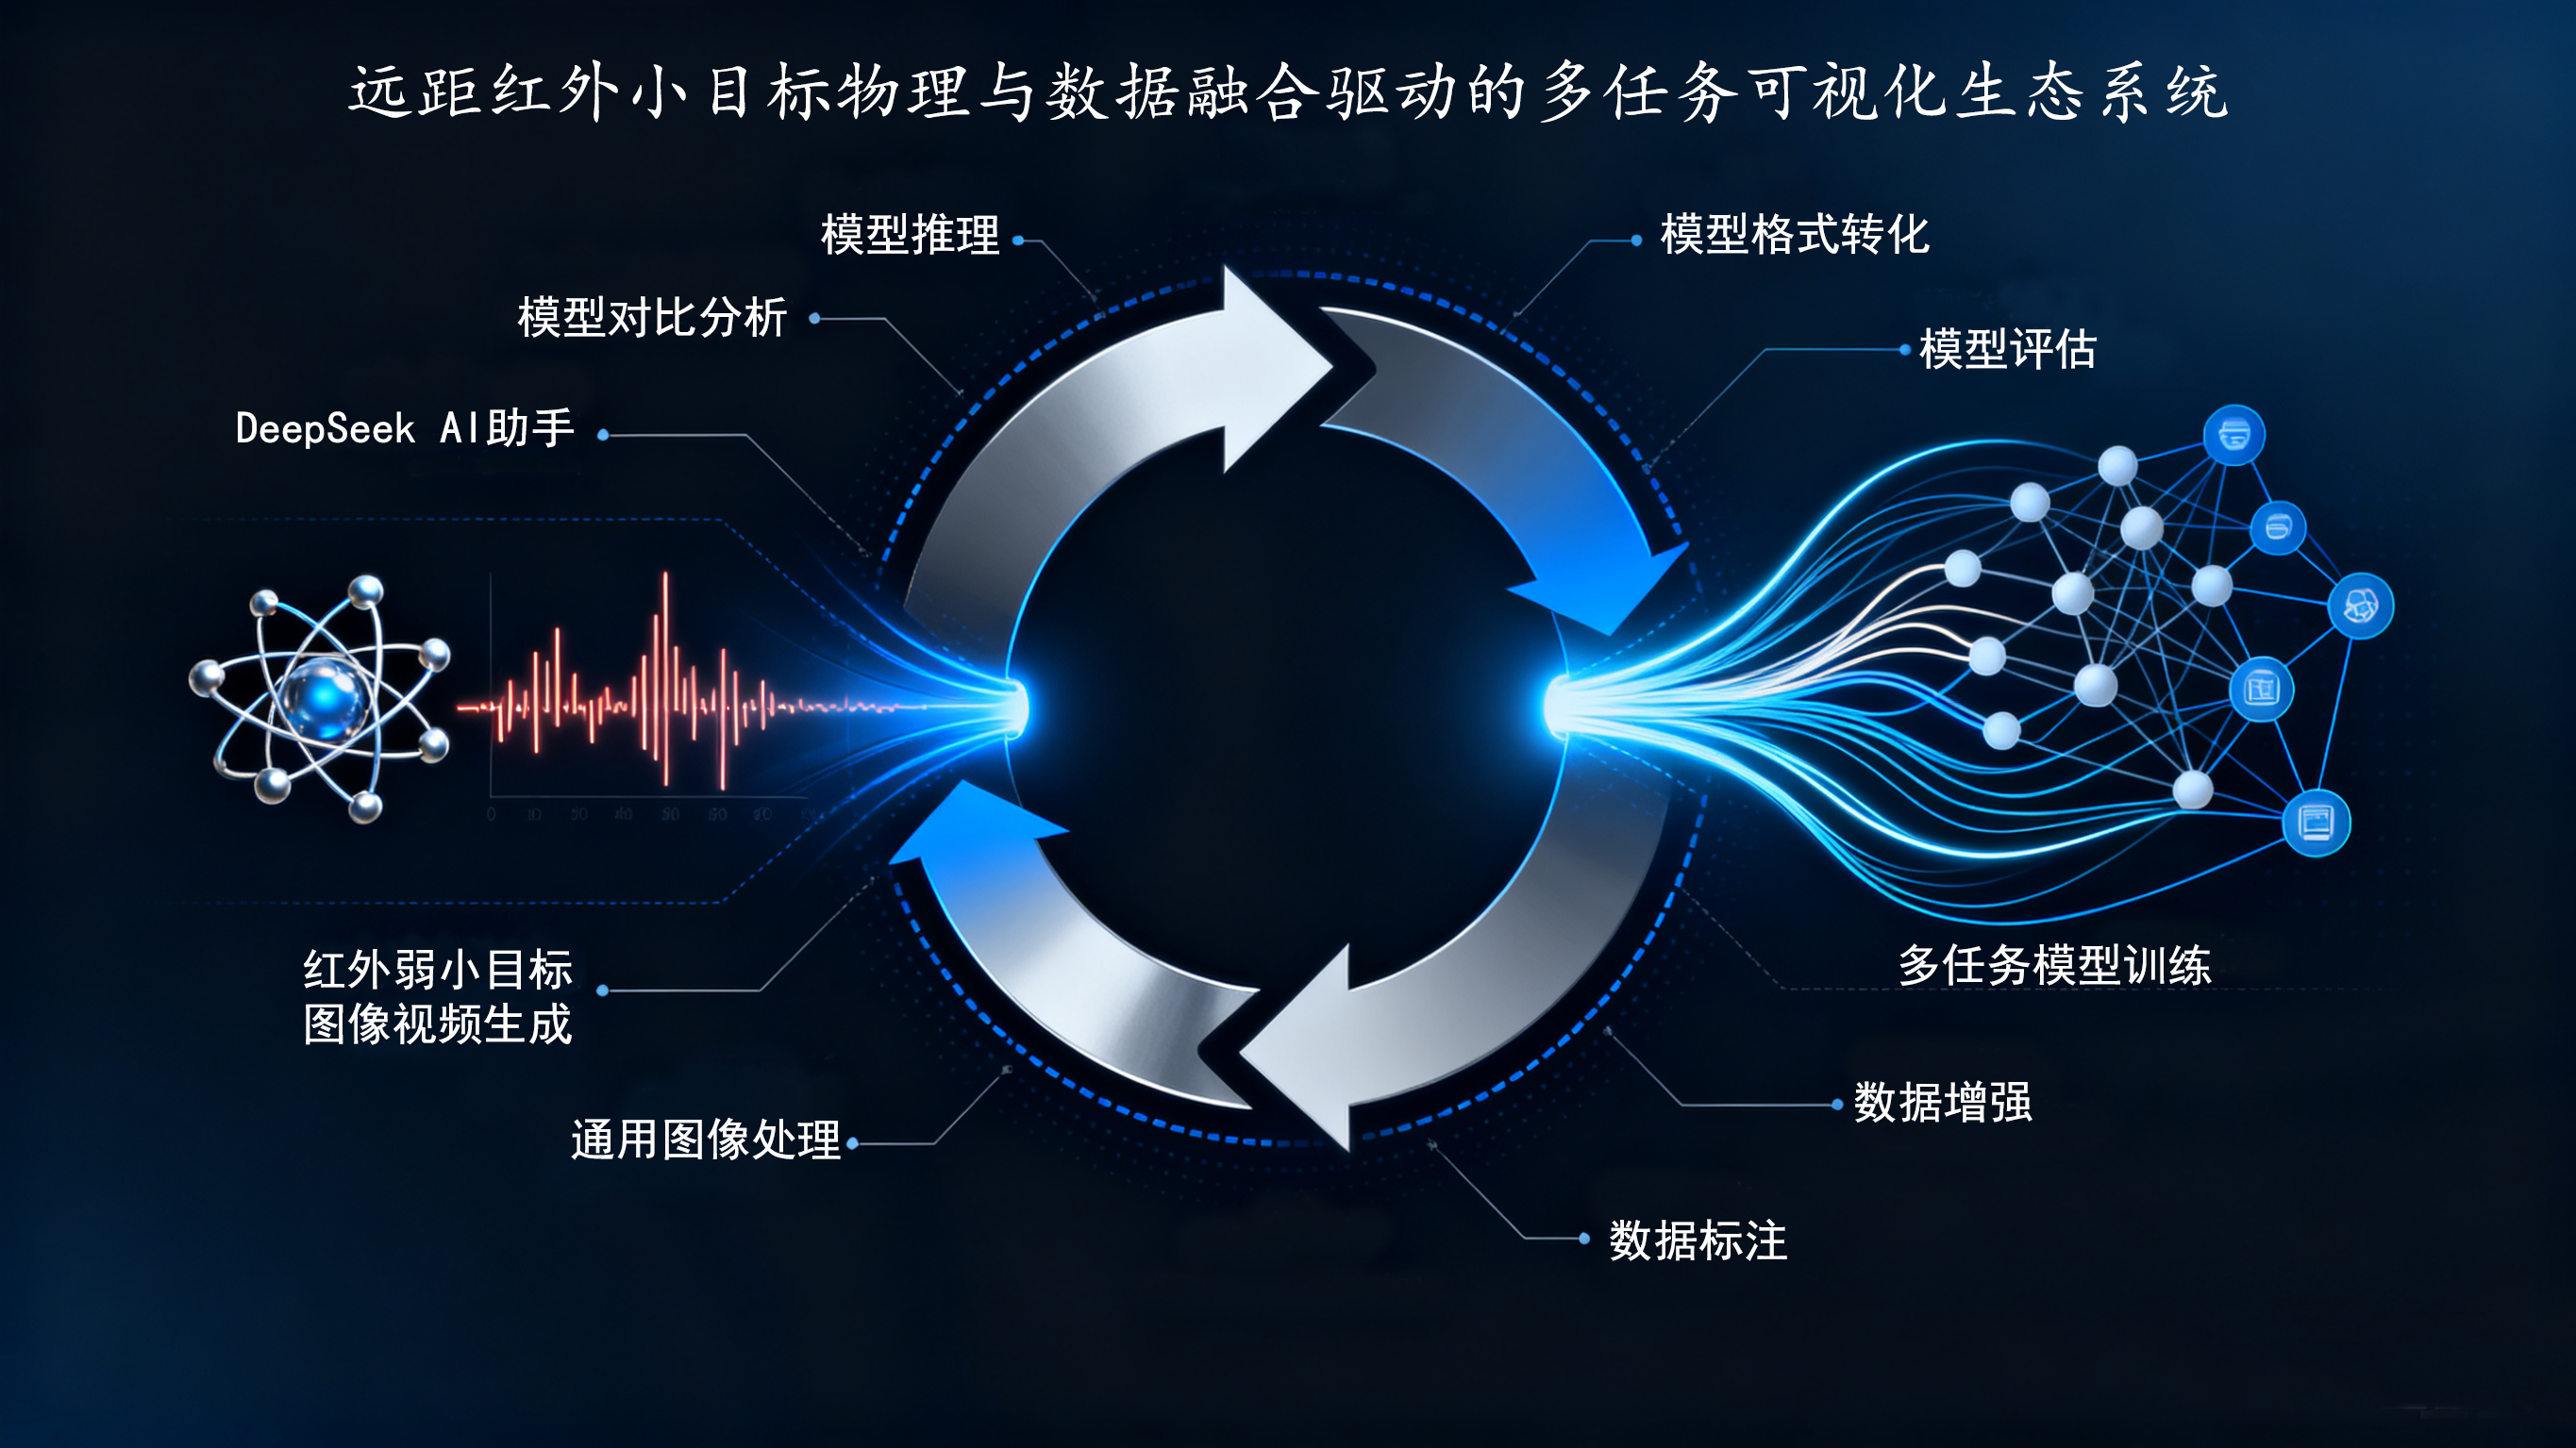 远距红外小目标物理与数据融合驱动的多任务可视化生态系统
模型推理
模型格式转化
模型对比分析
模型评估
DeepSeek AI助手
红外弱小目标
图像视频生成
多任务模型训练
数据增强
通用图像处理
数据标注